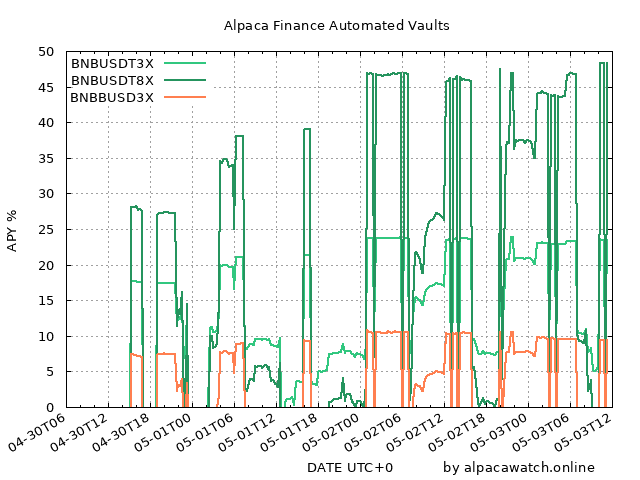 Alpaca Finance Automated Vaults
BNBUSDT3X
BNBUSDT8X
BNBBUSD3X
50
45
40
35
30
25
20
15
10
5
0
APY %
04-30T06
04-30T12
04-30T18
05-01T00
05-01T06
05-01T12
05-01T18
05-02T00
05-02T06
05-02T12
05-02T18
05-03T00
05-03T06
05-03T12
DATE UTC+0
by alpacawatch.online